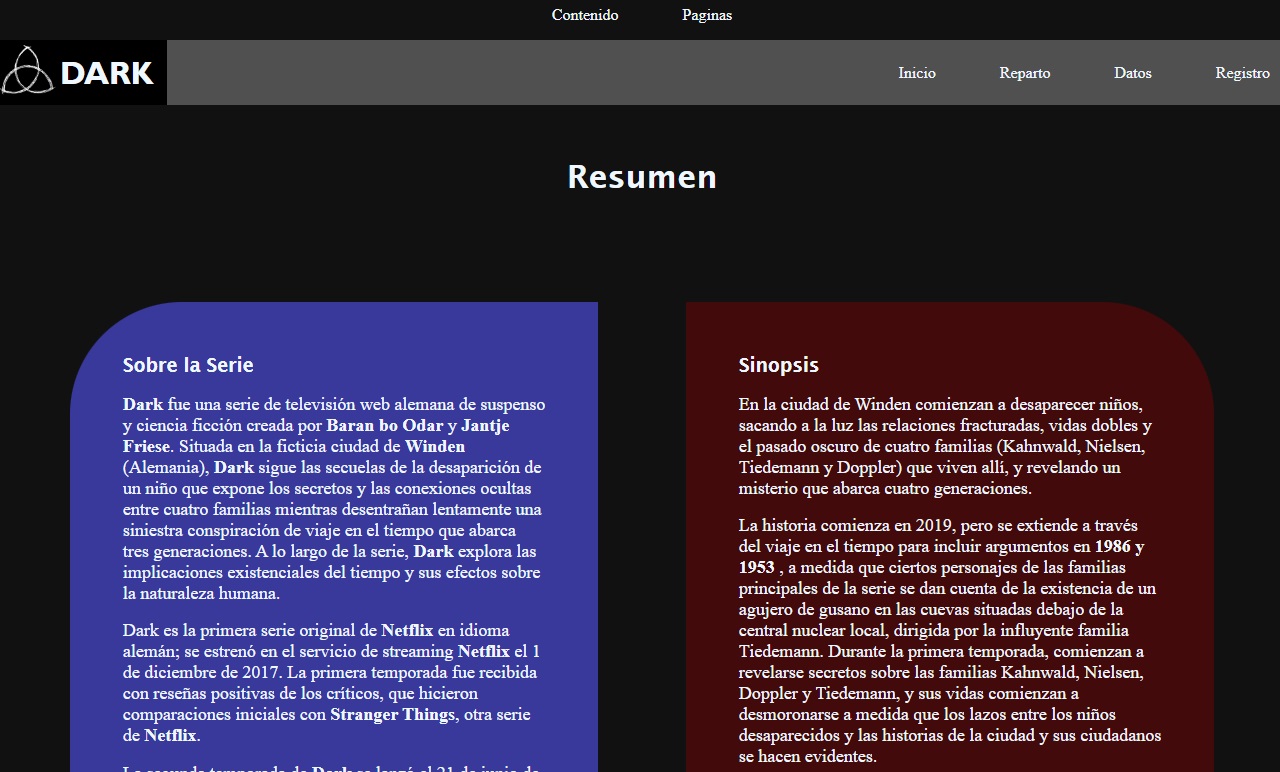 Contenido Paginas
DARK
Inicio Reparto Datos Registro
Resumen
Sobre la Serie
Dark fue una serie de televisión web alemana de suspenso
y ciencia ficción creada por Baran bo Odar y Jantje
Friese. Situada en la ficticia ciudad de Winden
(Alemania), Dark sigue las secuelas de la desaparición de
un niño que expone los secretos y las conexiones ocultas
entre cuatro familias mientras desentrañan lentamente una
siniestra conspiración de viaje en el tiempo que abarca
tres generaciones. A lo largo de la serie, Dark explora las
implicaciones existenciales del tiempo y sus efectos sobre
la naturaleza humana.
Dark es la primera serie original de Netflix en idioma
alemán; se estrenó en el servicio de streaming Netflix el 1
de diciembre de 2017. La primera temporada fue recibida
con reseñas positivas de los críticos, que hicieron
comparaciones iniciales con Stranger Things, otra serie
de Netflix.
La segunda temporada de Dark se lanzó el 21 de junio de
Sinopsis
En la ciudad de Winden comienzan a desaparecer niños,
sacando a la luz las relaciones fracturadas, vidas dobles y
el pasado oscuro de cuatro familias (Kahnwald, Nielsen,
Tiedemann y Doppler) que viven allí, y revelando un
misterio que abarca cuatro generaciones.
La historia comienza en 2019, pero se extiende a través
del viaje en el tiempo para incluir argumentos en 1986 y
1953 , a medida que ciertos personajes de las familias
principales de la serie se dan cuenta de la existencia de un
agujero de gusano en las cuevas situadas debajo de la
central nuclear local, dirigida por la influyente familia
Tiedemann. Durante la primera temporada, comienzan a
revelarse secretos sobre las familias Kahnwald, Nielsen,
Doppler y Tiedemann, y sus vidas comienzan a
desmoronarse a medida que los lazos entre los niños
desaparecidos y las historias de la ciudad y sus ciudadanos
se hacen evidentes.